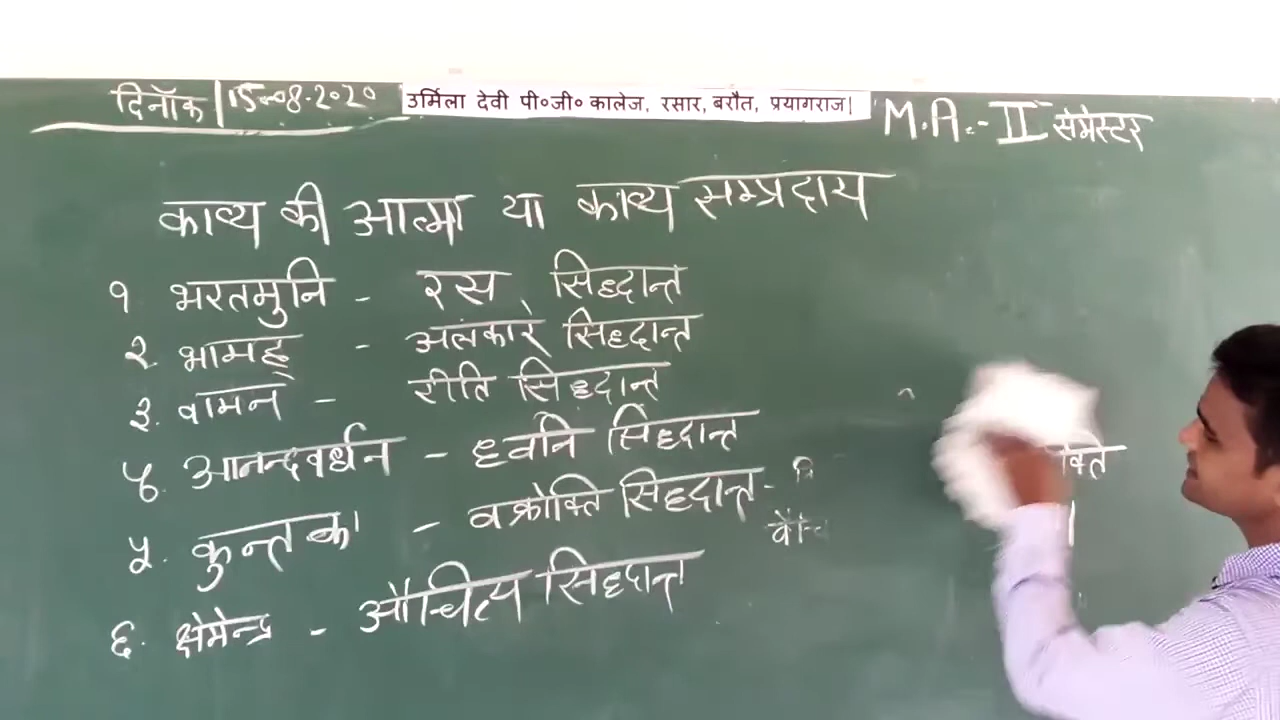 दिनॉक | 15-08-2020
उर्मिला देवी पी०जी० कालेज, रसार, बरौत, प्रयागराज।
M.A.- II सेमेस्टर
काव्य की आत्मा या काव्य सम्प्रदाय
१. भरतमुनि - रस सिद्धान्त
२. भामह - अलंकार सिद्धान्त
३. वामन - रीति सिद्धान्त
४. आनन्दवर्धन - ध्वनि सिद्धान्त
५. कुन्तक - वक्रोक्ति सिद्धान्त -
६. क्षेमेन्द्र - औचित्य सिद्धान्त